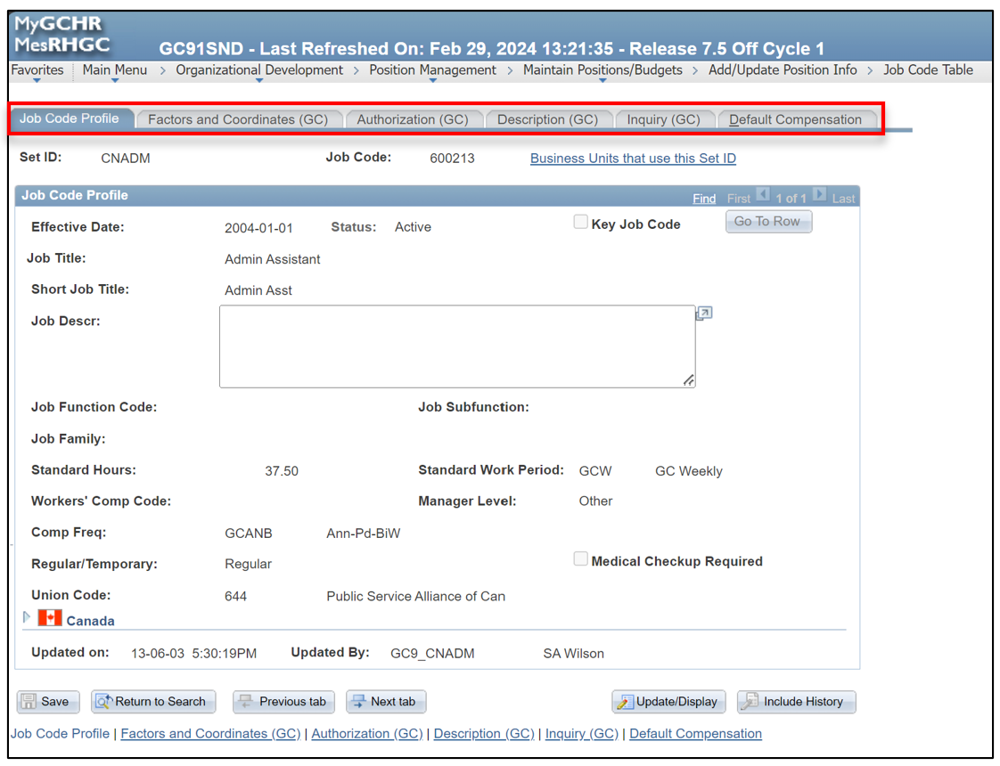 MyGCHR
MesRHGC
GC91SND - Last Refreshed On: Feb 29, 2024 13:21:35 - Release 7.5 Off Cycle 1
Favorites Main Menu > Organizational Development > Position Management > Maintain Positions/Budgets > Add/Update Position Info > Job Code Table
Job Code Profile Factors and Coordinates (GC) Authorization (GC) Description (GC) Inquiry (GC) Default Compensation
Set ID: CNADM Job Code: 600213 Business Units that use this Set ID
Job Code Profile Find First 1 of 1 Last
Effective Date: 2004-01-01 Status: Active Key Job Code Go To Row
Job Title: Admin Assistant
Short Job Title: Admin Asst
Job Descr:
Job Function Code: Job Subfunction:
Job Family:
Standard Hours: 37.50 Standard Work Period: GCW GC Weekly
Workers' Comp Code: Manager Level: Other
Comp Freq: GCANB Ann-Pd-BiW
Regular/Temporary: Regular Medical Checkup Required
Union Code: 644 Public Service Alliance of Can
Canada
Updated on: 13-06-03 5:30:19PM Updated By: GC9_CNADM SA Wilson
Save Return to Search Previous tab Next tab Update/Display Include History
Job Code Profile | Factors and Coordinates (GC) | Authorization (GC) | Description (GC) | Inquiry (GC) | Default Compensation